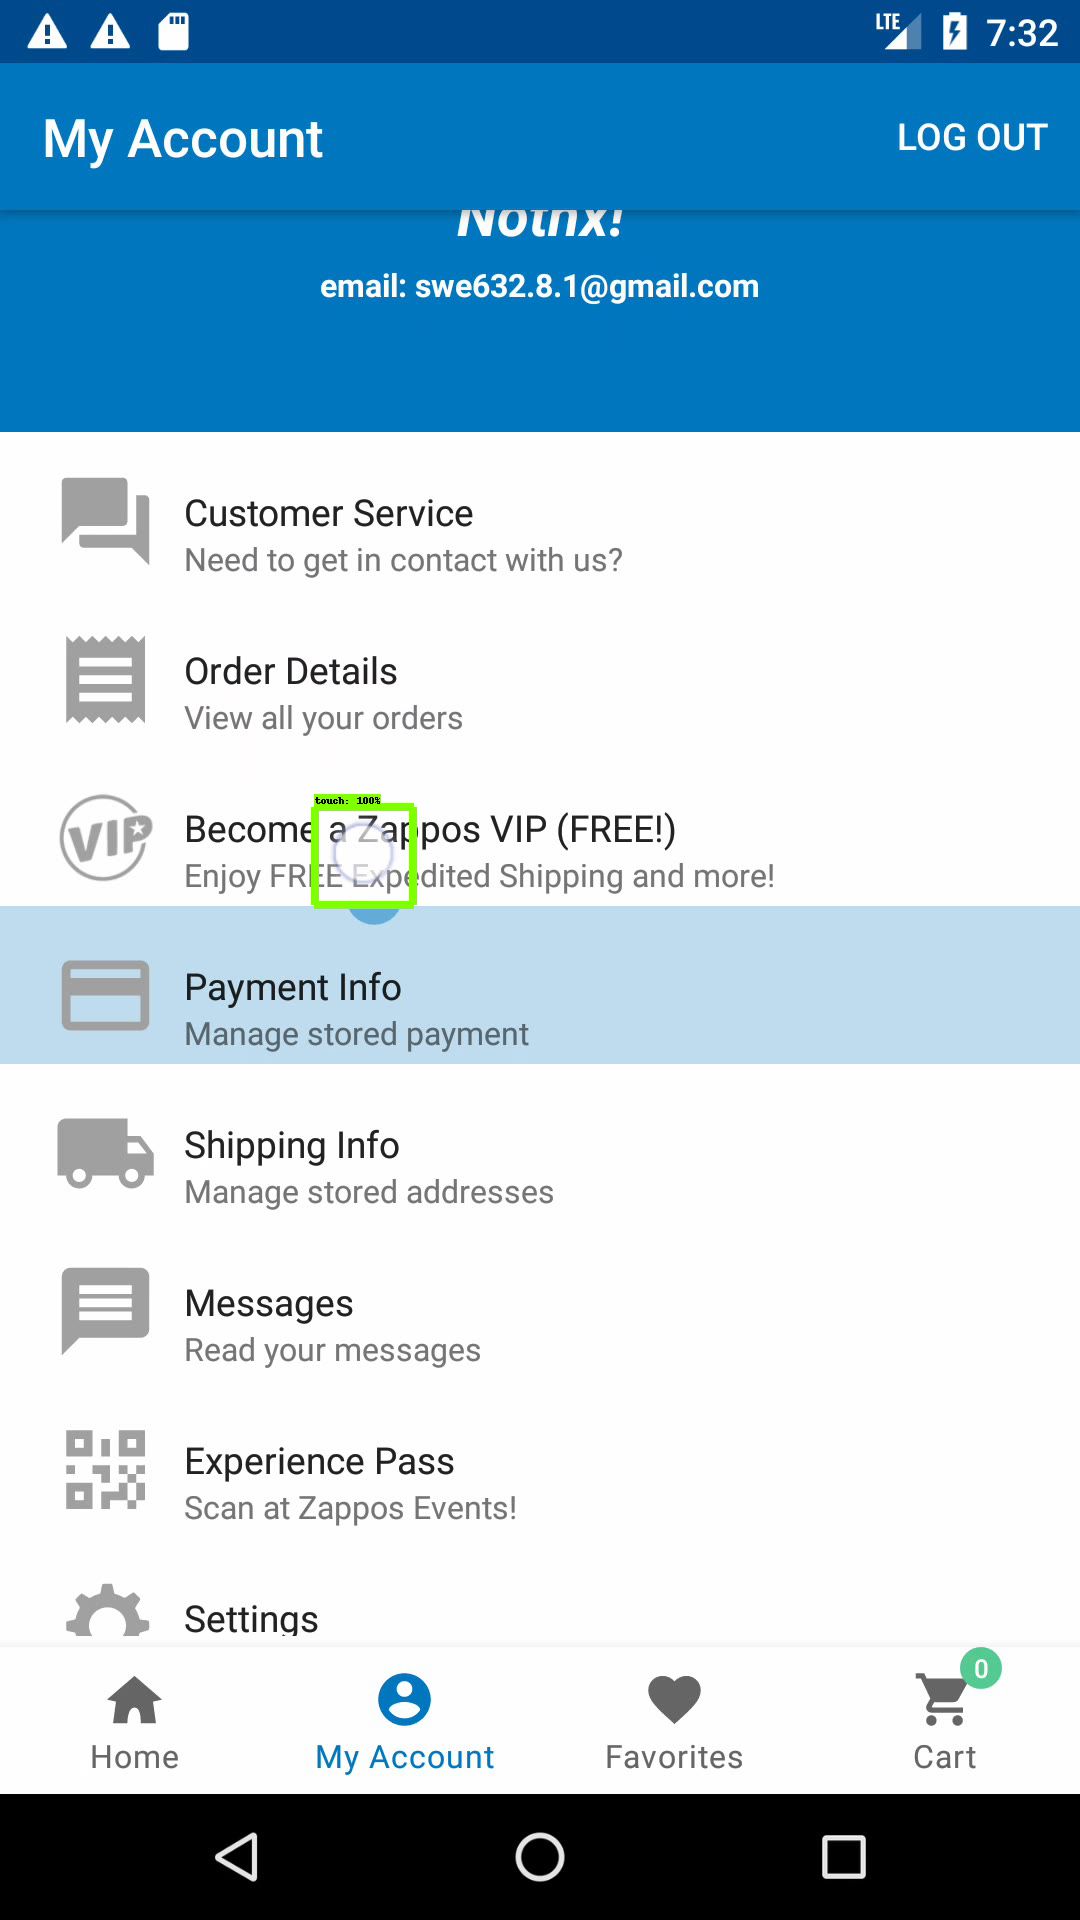 LTE 7:32
My Account LOG OUT
Nothx!
email: swe632.8.1@gmail.com
Customer Service
Need to get in contact with us?
Order Details
View all your orders
touch: 100%
VIP
Become a Zappos VIP (FREE!)
Enjoy FREE Expedited Shipping and more!
Payment Info
Manage stored payment
Shipping Info
Manage stored addresses
Messages
Read your messages
Experience Pass
Scan at Zappos Events!
Settings
0
Home My Account Favorites Cart